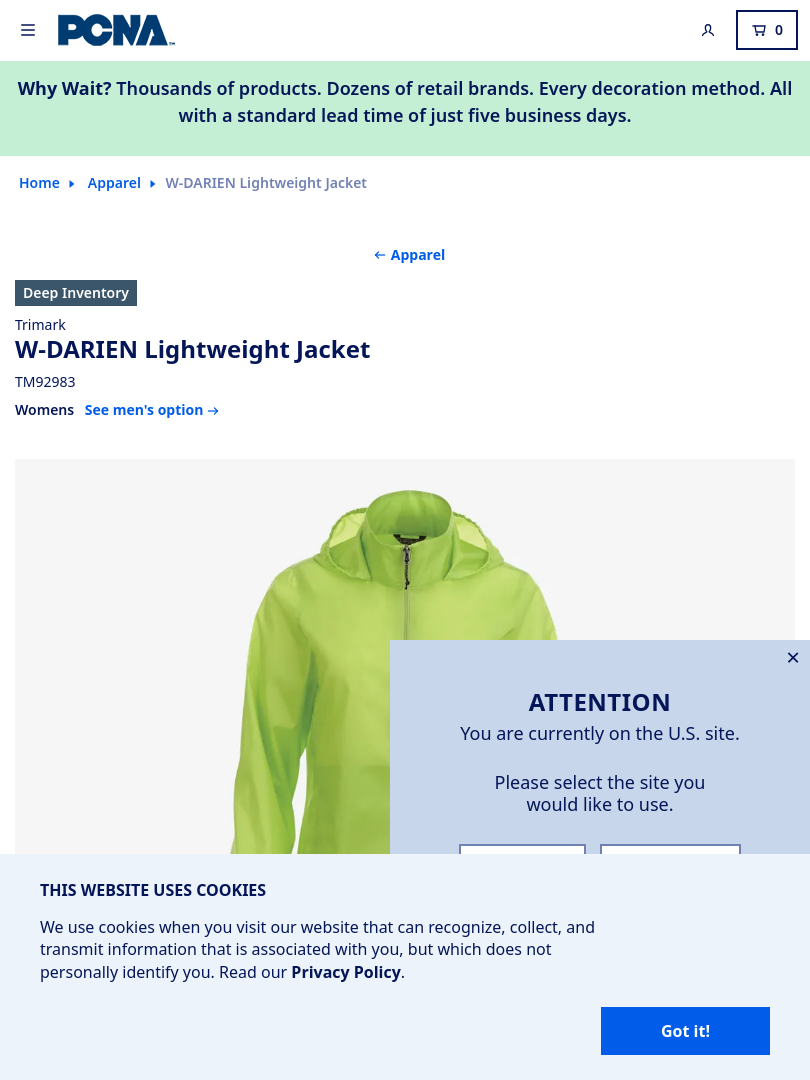 PCNA™
0
Why Wait? Thousands of products. Dozens of retail brands. Every decoration method. All
with a standard lead time of just five business days.
Home
Apparel
W-DARIEN Lightweight Jacket
← Apparel
Deep Inventory
Trimark
W-DARIEN Lightweight Jacket
TM92983
Womens See men's option →
ATTENTION
You are currently on the U.S. site.
Please select the site you
would like to use.
THIS WEBSITE USES COOKIES
We use cookies when you visit our website that can recognize, collect, and
transmit information that is associated with you, but which does not
personally identify you. Read our Privacy Policy.
Got it!